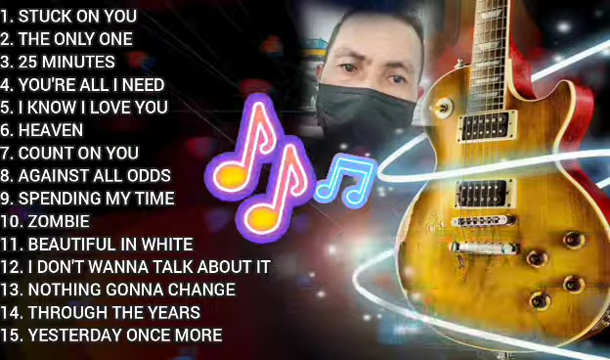 1. STUCK ON YOU
2. THE ONLY ONE
3. 25 MINUTES
4. YOU'RE ALL I NEED
5. I KNOW I LOVE YOU
6. HEAVEN
7. COUNT ON YOU
8. AGAINST ALL ODDS
9. SPENDING MY TIME
10. ZOMBIE
11. BEAUTIFUL IN WHITE
12. I DON'T WANNA TALK ABOUT IT
13. NOTHING GONNA CHANGE
14. THROUGH THE YEARS
15. YESTERDAY ONCE MORE